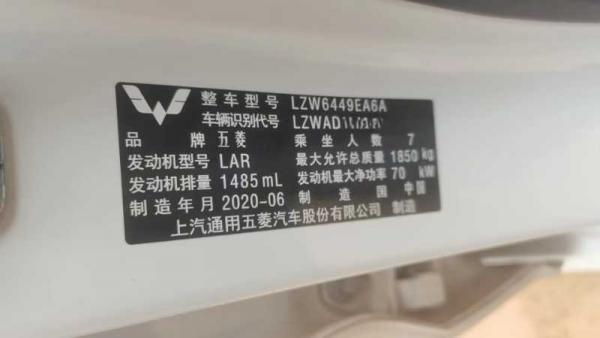 整车型号 LZW6449EA6A
车辆识别代号 LZWAD
品牌 五菱 乘坐人数 7
发动机型号 LAR 最大允许总质量 1850 kg
发动机排量 1485 mL 发动机最大净功率 70 kW
制造年月 2020-06 制造国 中国
上汽通用五菱汽车股份有限公司 制造